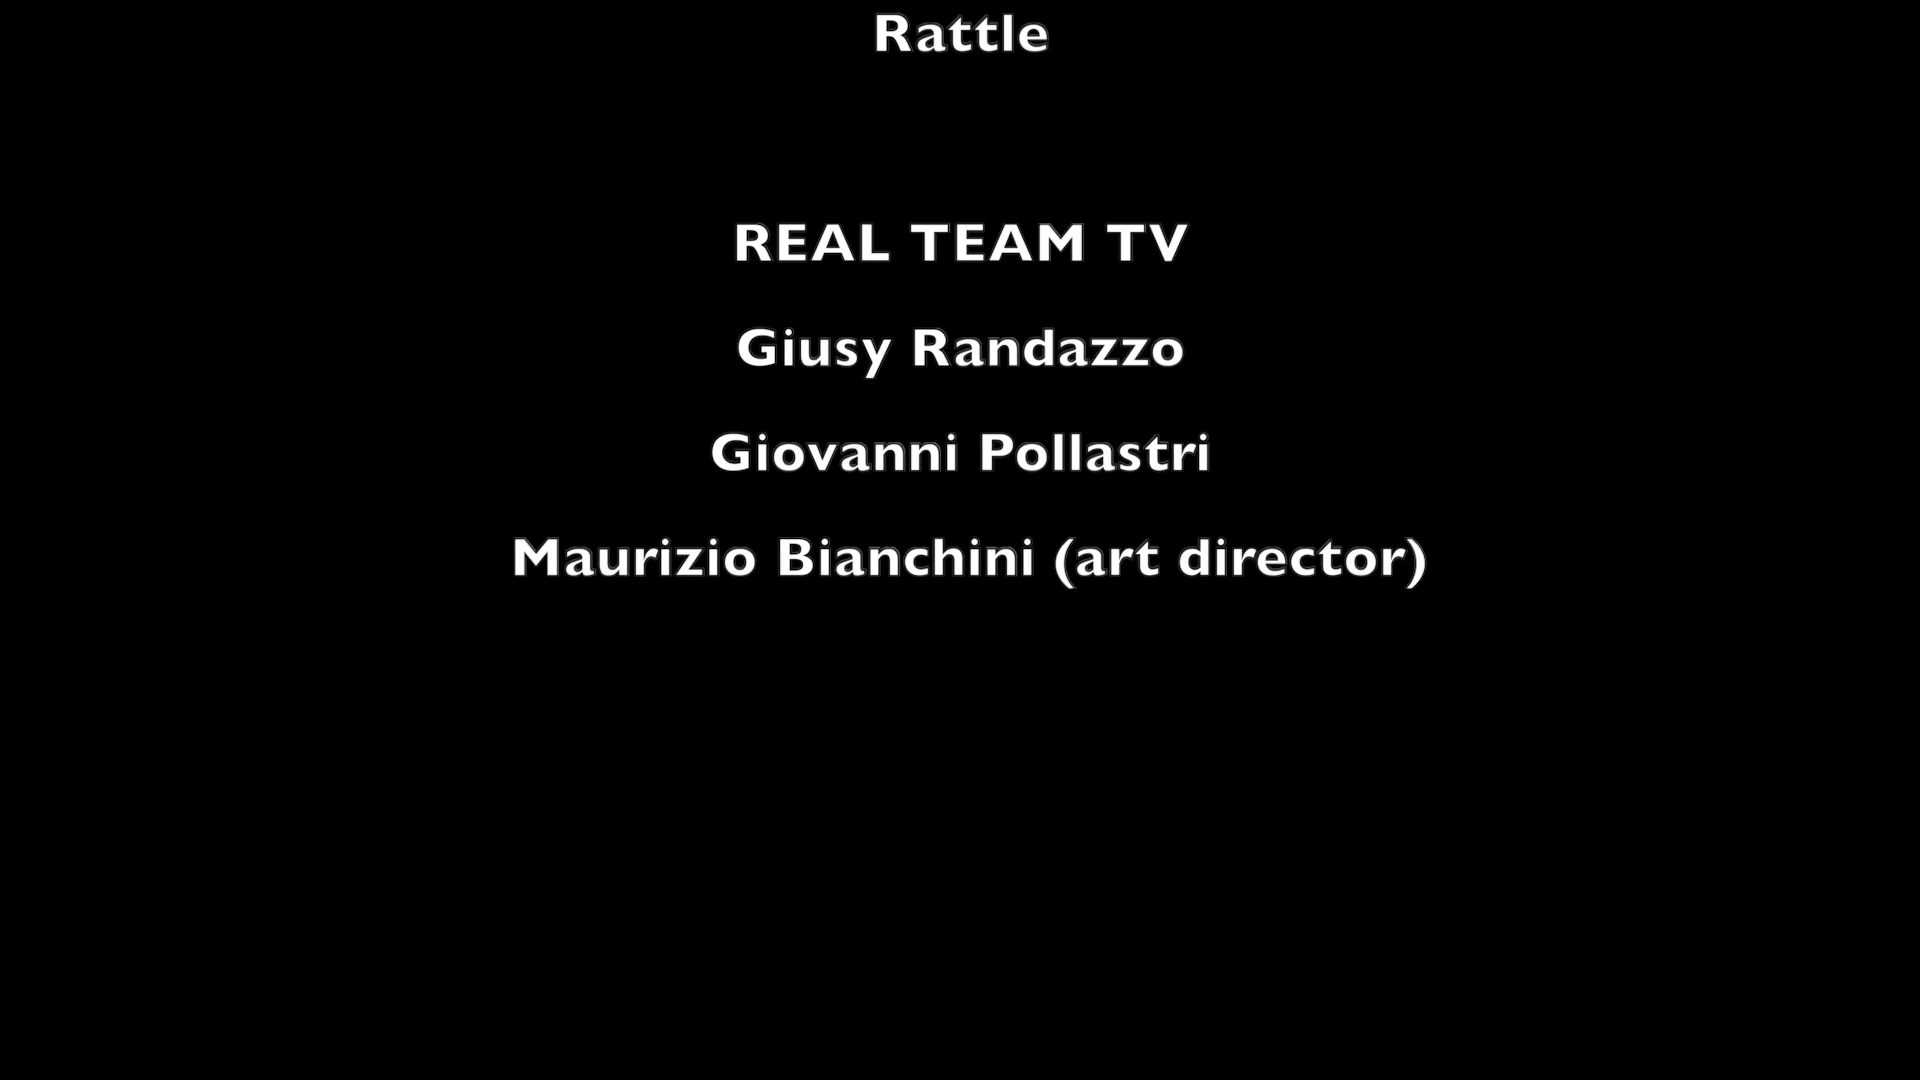 Rattle
REAL TEAM TV
Giusy Randazzo
Giovanni Pollastri
Maurizio Bianchini (art director)